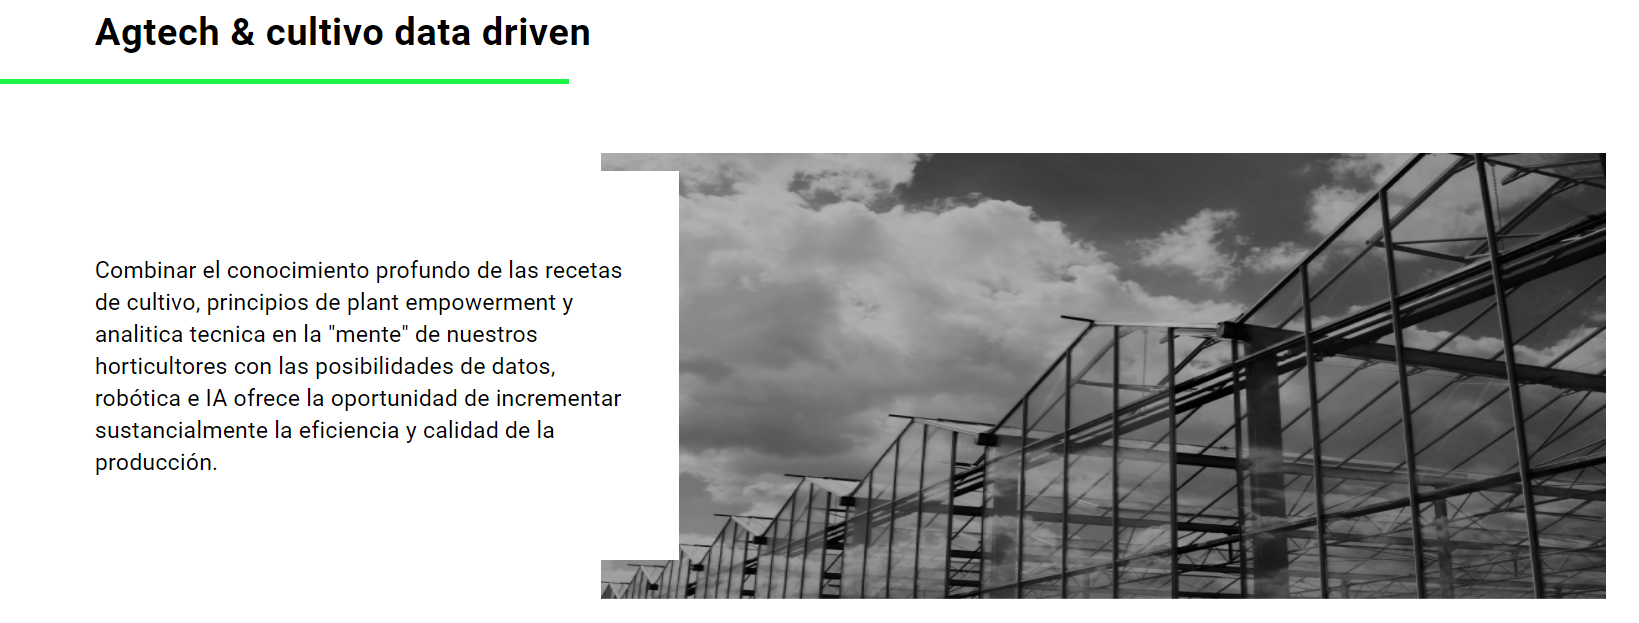 Agtech & cultivo data driven
Combinar el conocimiento profundo de las recetas
de cultivo, principios de plant empowerment y
analitica tecnica en la "mente" de nuestros
horticultores con las posibilidades de datos,
robótica e IA ofrece la oportunidad de incrementar
sustancialmente la eficiencia y calidad de la
producción.